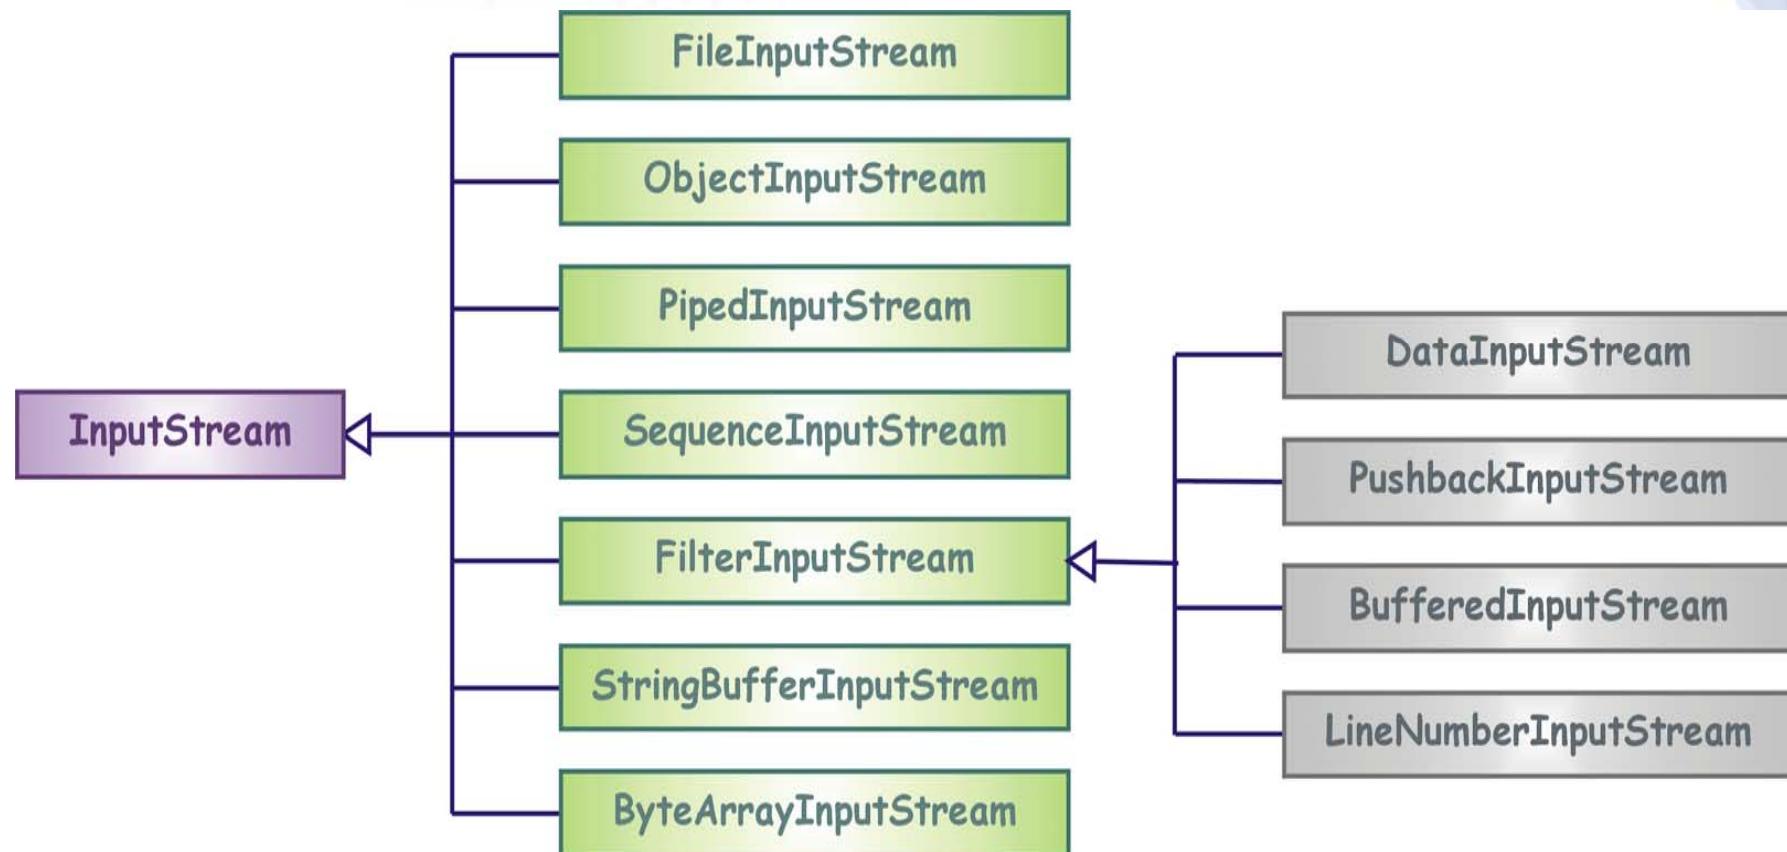 FileInputStream
ObjectInputStream
PipedInputStream
DataInputStream
InputStream
SequenceInputStream
PushbackInputStream
FilterInputStream
BufferedInputStream
StringBufferInputStream
LineNumberInputStream
ByteArrayInputStream